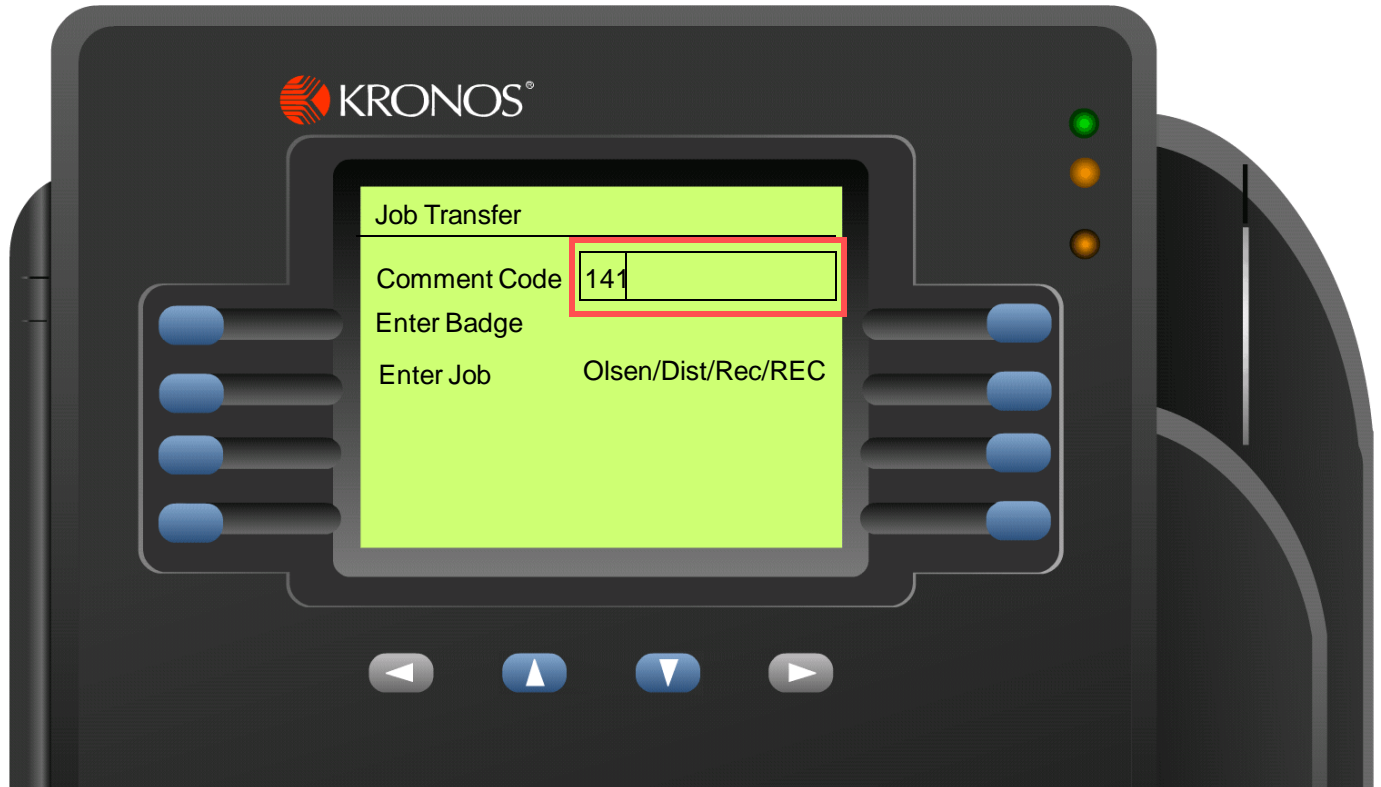 KRONOS®
Job Transfer
Comment Code 141
Enter Badge
Enter Job Olsen/Dist/Rec/REC